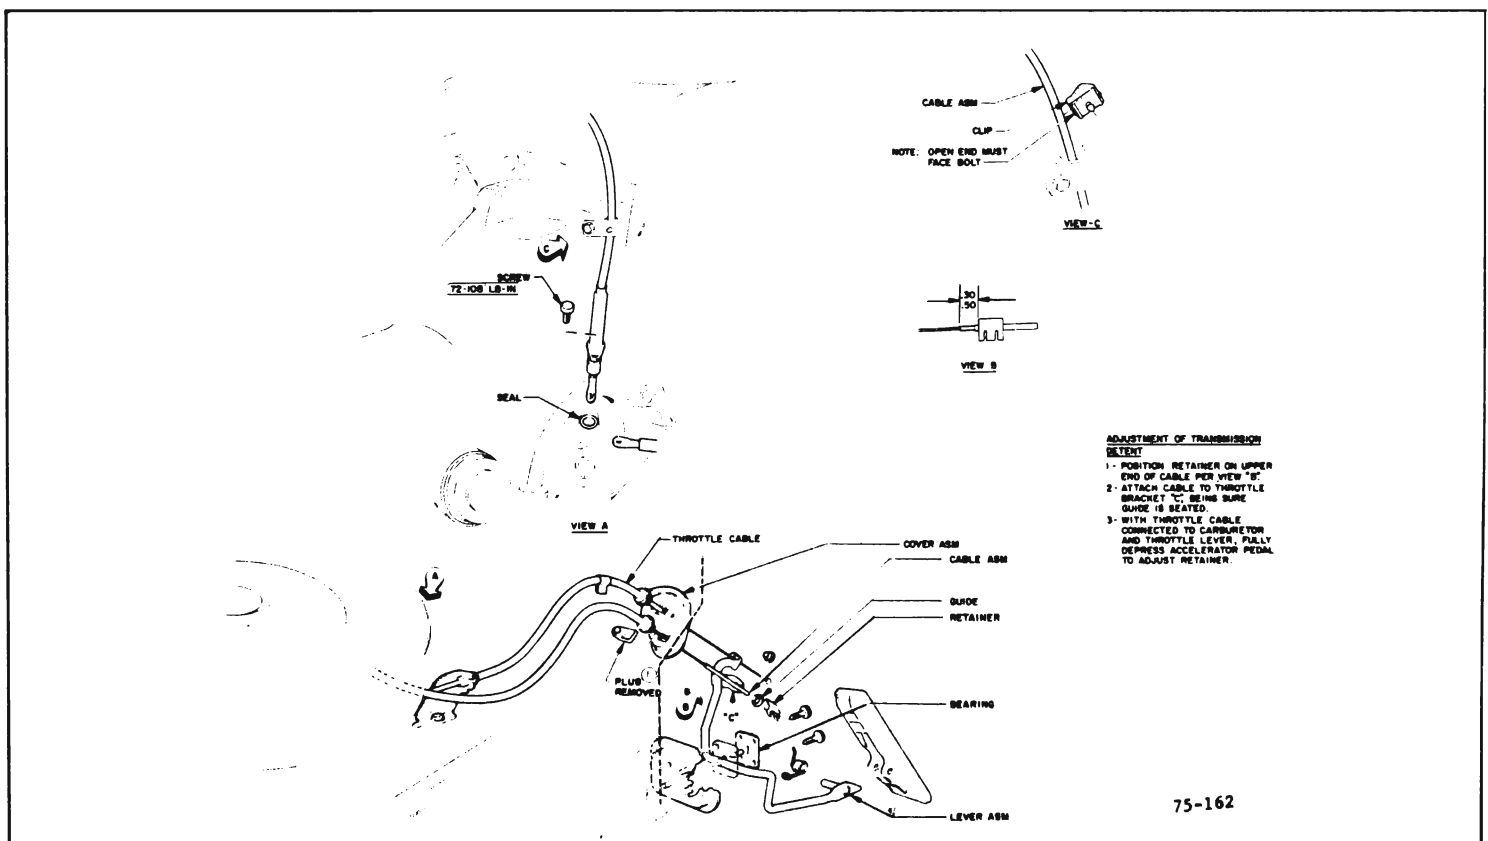 CABLE ASM
CLIP
NOTE: OPEN END MUST
FACE BOLT
VIEW-C
C
C
SCREW
72-108 LB-IN
.30
.50
VIEW B
SEAL
VIEW A
ADJUSTMENT OF TRANSMISSION
DETENT
1 - POSITION RETAINER ON UPPER
END OF CABLE PER VIEW "B".
2 - ATTACH CABLE TO THROTTLE
BRACKET "C", BEING SURE
GUIDE IS SEATED.
3 - WITH THROTTLE CABLE
CONNECTED TO CARBURETOR
AND THROTTLE LEVER, FULLY
DEPRESS ACCELERATOR PEDAL
TO ADJUST RETAINER.
THROTTLE CABLE
COVER ASM
CABLE ASM
A
GUIDE
RETAINER
PLUG
REMOVED
B
B
"C"
BEARING
LEVER ASM
75-162